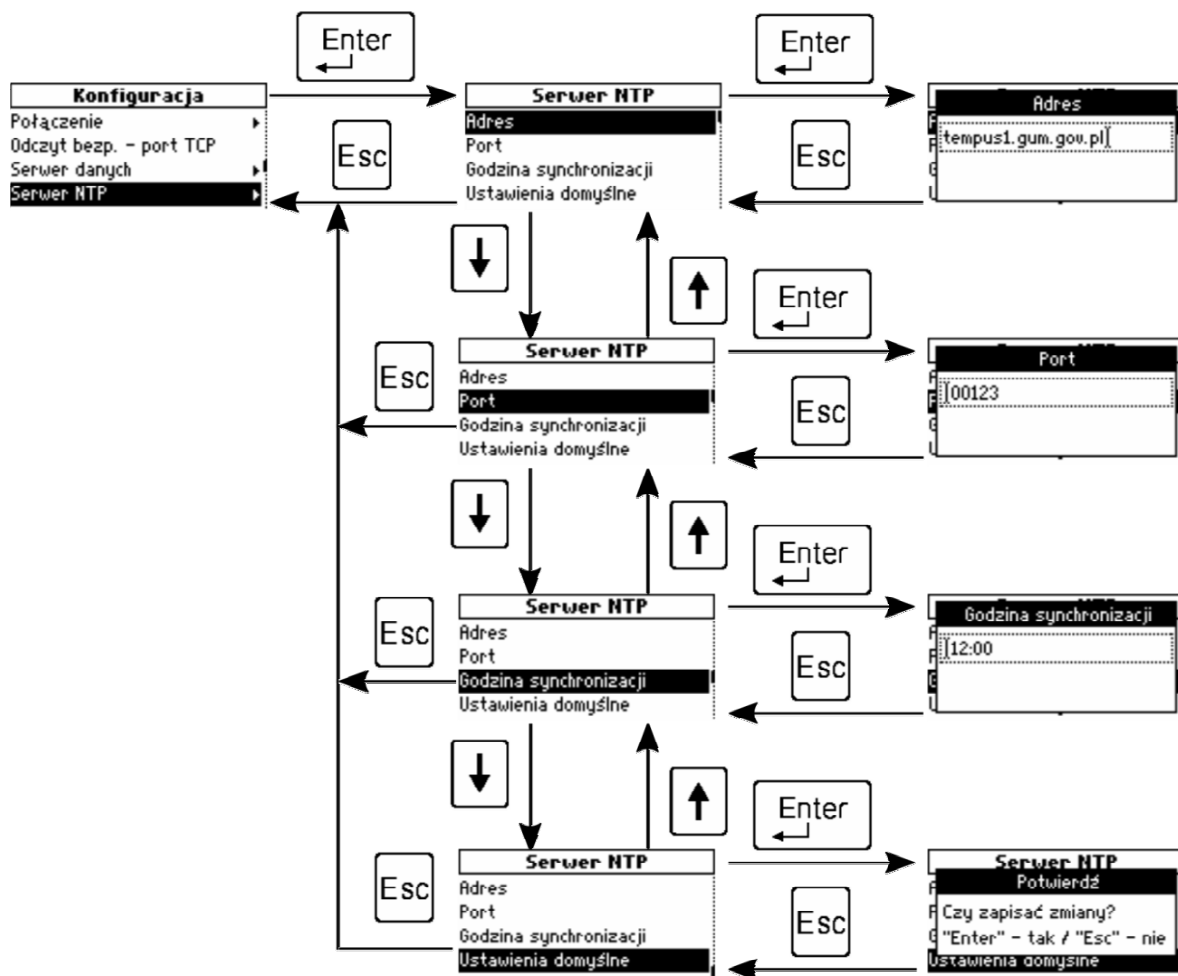 Enter
Enter
Konfiguracja
Połączenie
Odczyt bezp. - port TCP
Serwer danych
Serwer NTP
Esc
Serwer NTP
Adres
Port
Godzina synchronizacji
Ustawienia domyślne
Esc
Adres
tempus1.gum.gov.pl
Enter
Esc
Serwer NTP
Adres
Port
Godzina synchronizacji
Ustawienia domyślne
Esc
Port
00123
Enter
Esc
Serwer NTP
Adres
Port
Godzina synchronizacji
Ustawienia domyślne
Esc
Godzina synchronizacji
12:00
Enter
Esc
Serwer NTP
Adres
Port
Godzina synchronizacji
Ustawienia domyślne
Esc
Serwer NTP
Potwierdź
Czy zapisać zmiany?
"Enter" - tak / "Esc" - nie
Ustawienia domyślne